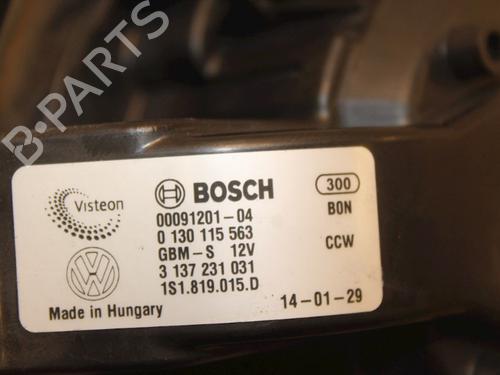 B·PARTS
Visteon
BOSCH
300
00091201-04
BON
0 130 115 563
GBM-S 12V
CCW
3 137 231 031
1S1.819.015.D
Made in Hungary
14-01-29